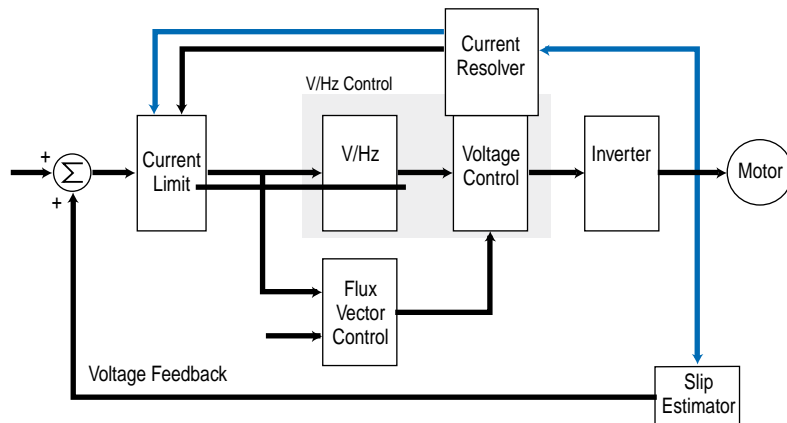 Current
Resolver
V/Hz Control
+
Σ
+
Current
Limit
V/Hz
Voltage
Control
Inverter
Motor
Flux
Vector
Control
Voltage Feedback
Slip
Estimator